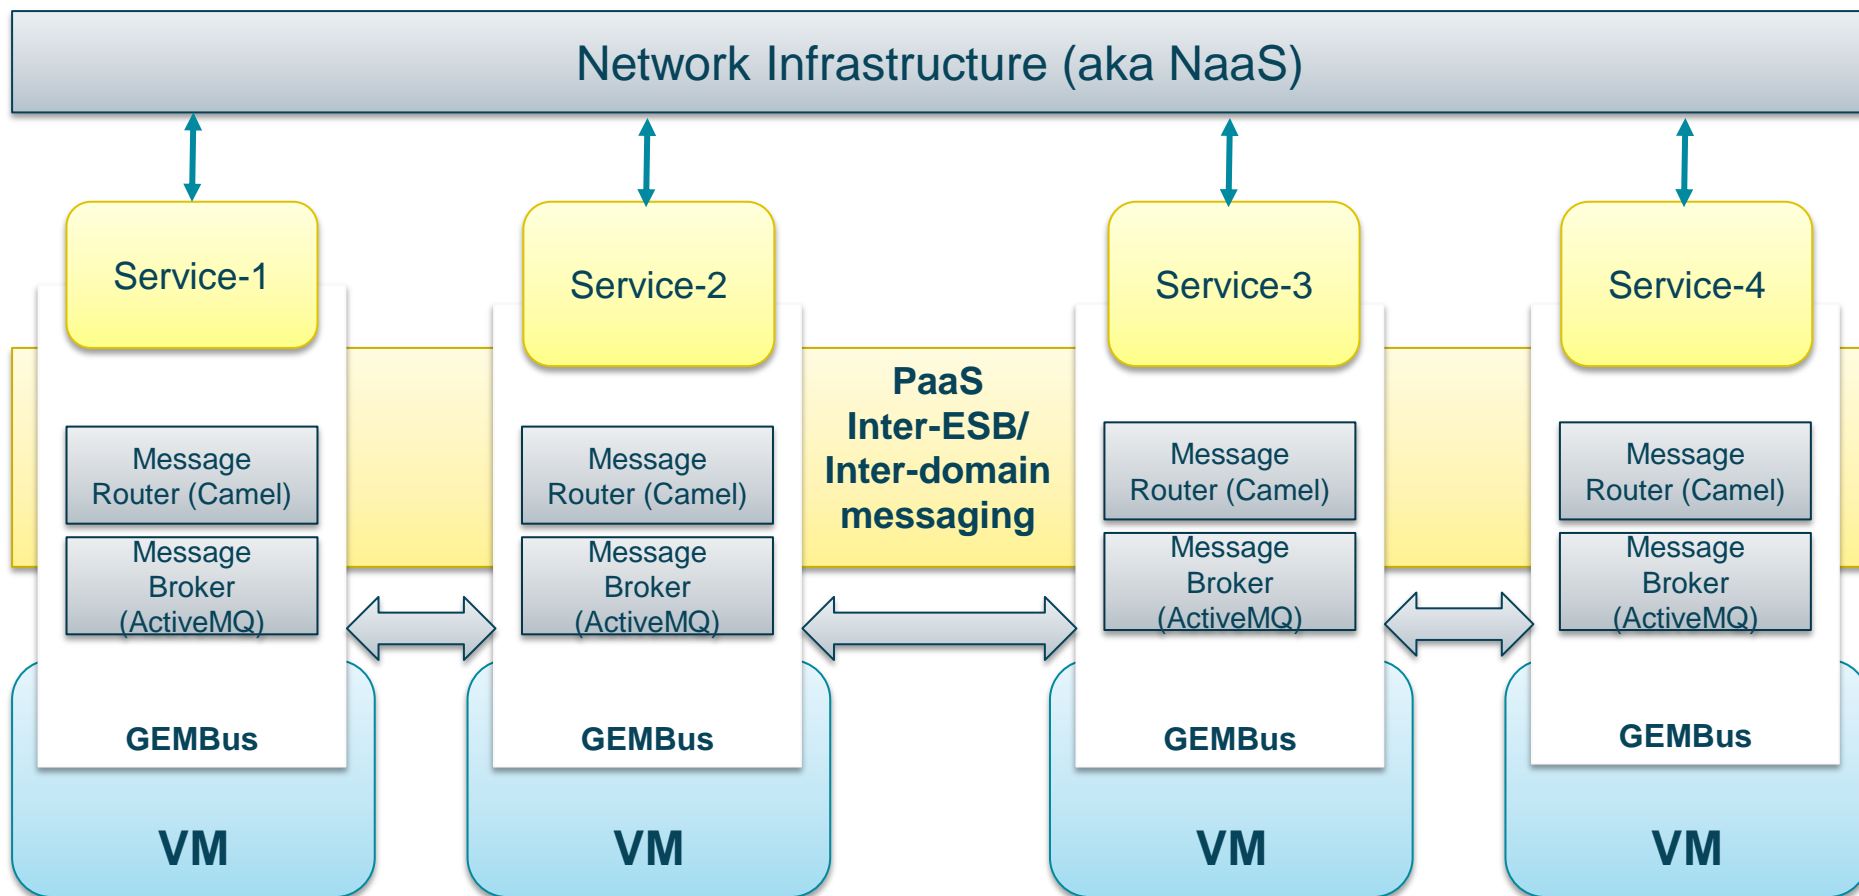 Network Infrastructure (aka NaaS)
Service-1
Service-2
Service-3
Service-4
PaaS
Inter-ESB/
Inter-domain
messaging
Message
Router (Camel)
Message
Router (Camel)
Message
Router (Camel)
Message
Router (Camel)
Message
Broker
(ActiveMQ)
Message
Broker
(ActiveMQ)
Message
Broker
(ActiveMQ)
Message
Broker
(ActiveMQ)
GEMBus
GEMBus
GEMBus
GEMBus
VM
VM
VM
VM